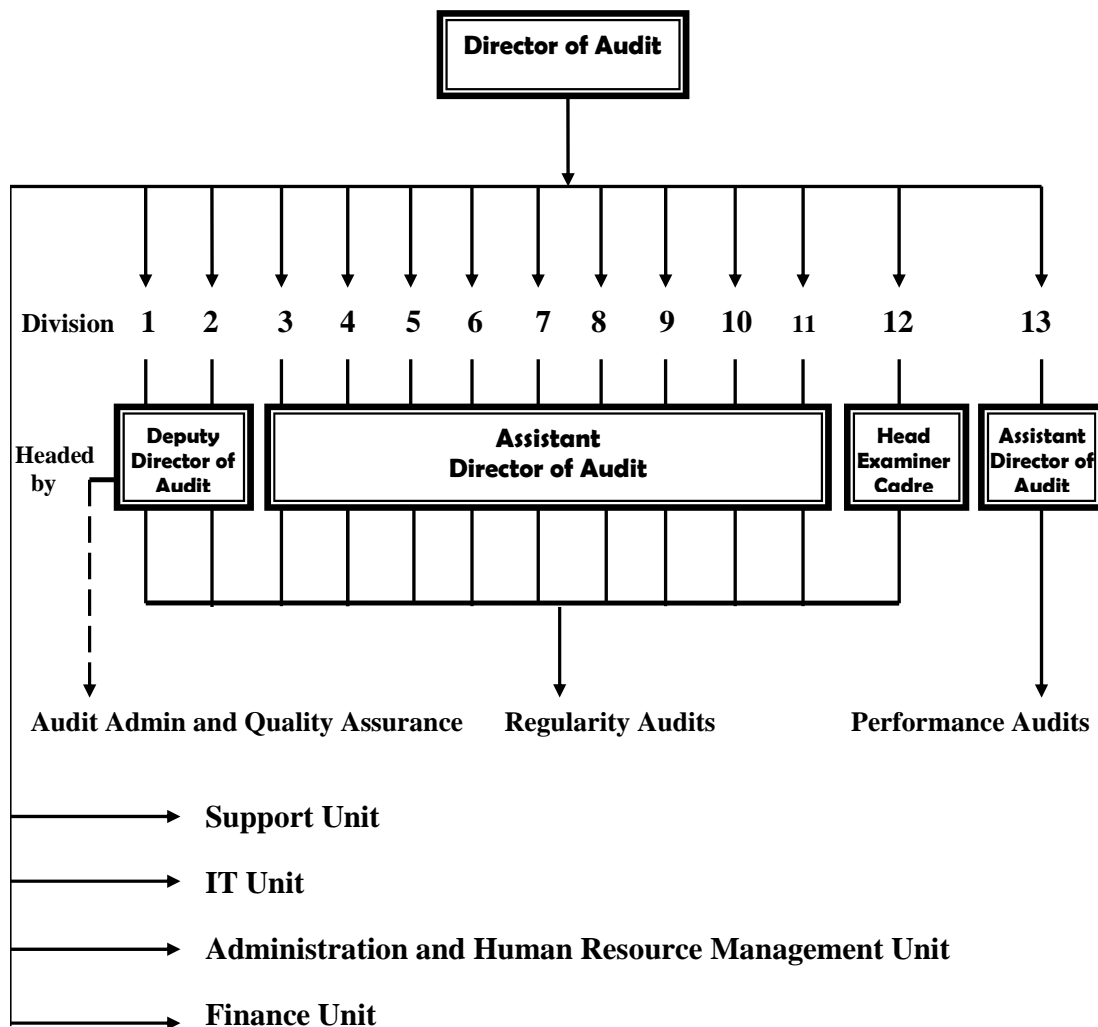 Director of Audit
Division 1 2 3 4 5 6 7 8 9 10 11 12 13
Headed
by
Deputy
Director of
Audit
Assistant
Director of Audit
Head
Examiner
Cadre
Assistant
Director of
Audit
Audit Admin and Quality Assurance Regularity Audits Performance Audits
Support Unit
IT Unit
Administration and Human Resource Management Unit
Finance Unit